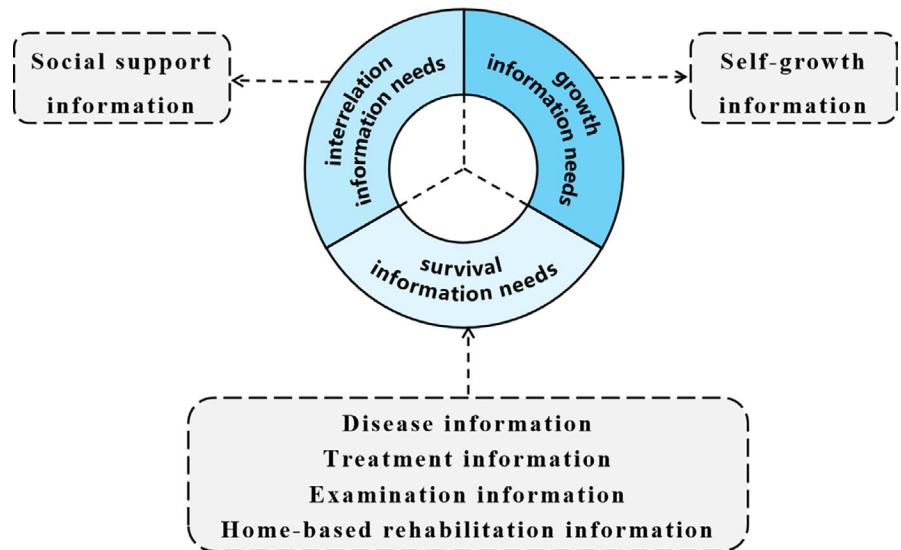 Social support
information
interrelation
information needs
growth
information needs
Self-growth
information
survival
information needs
Disease information
Treatment information
Examination information
Home-based rehabilitation information